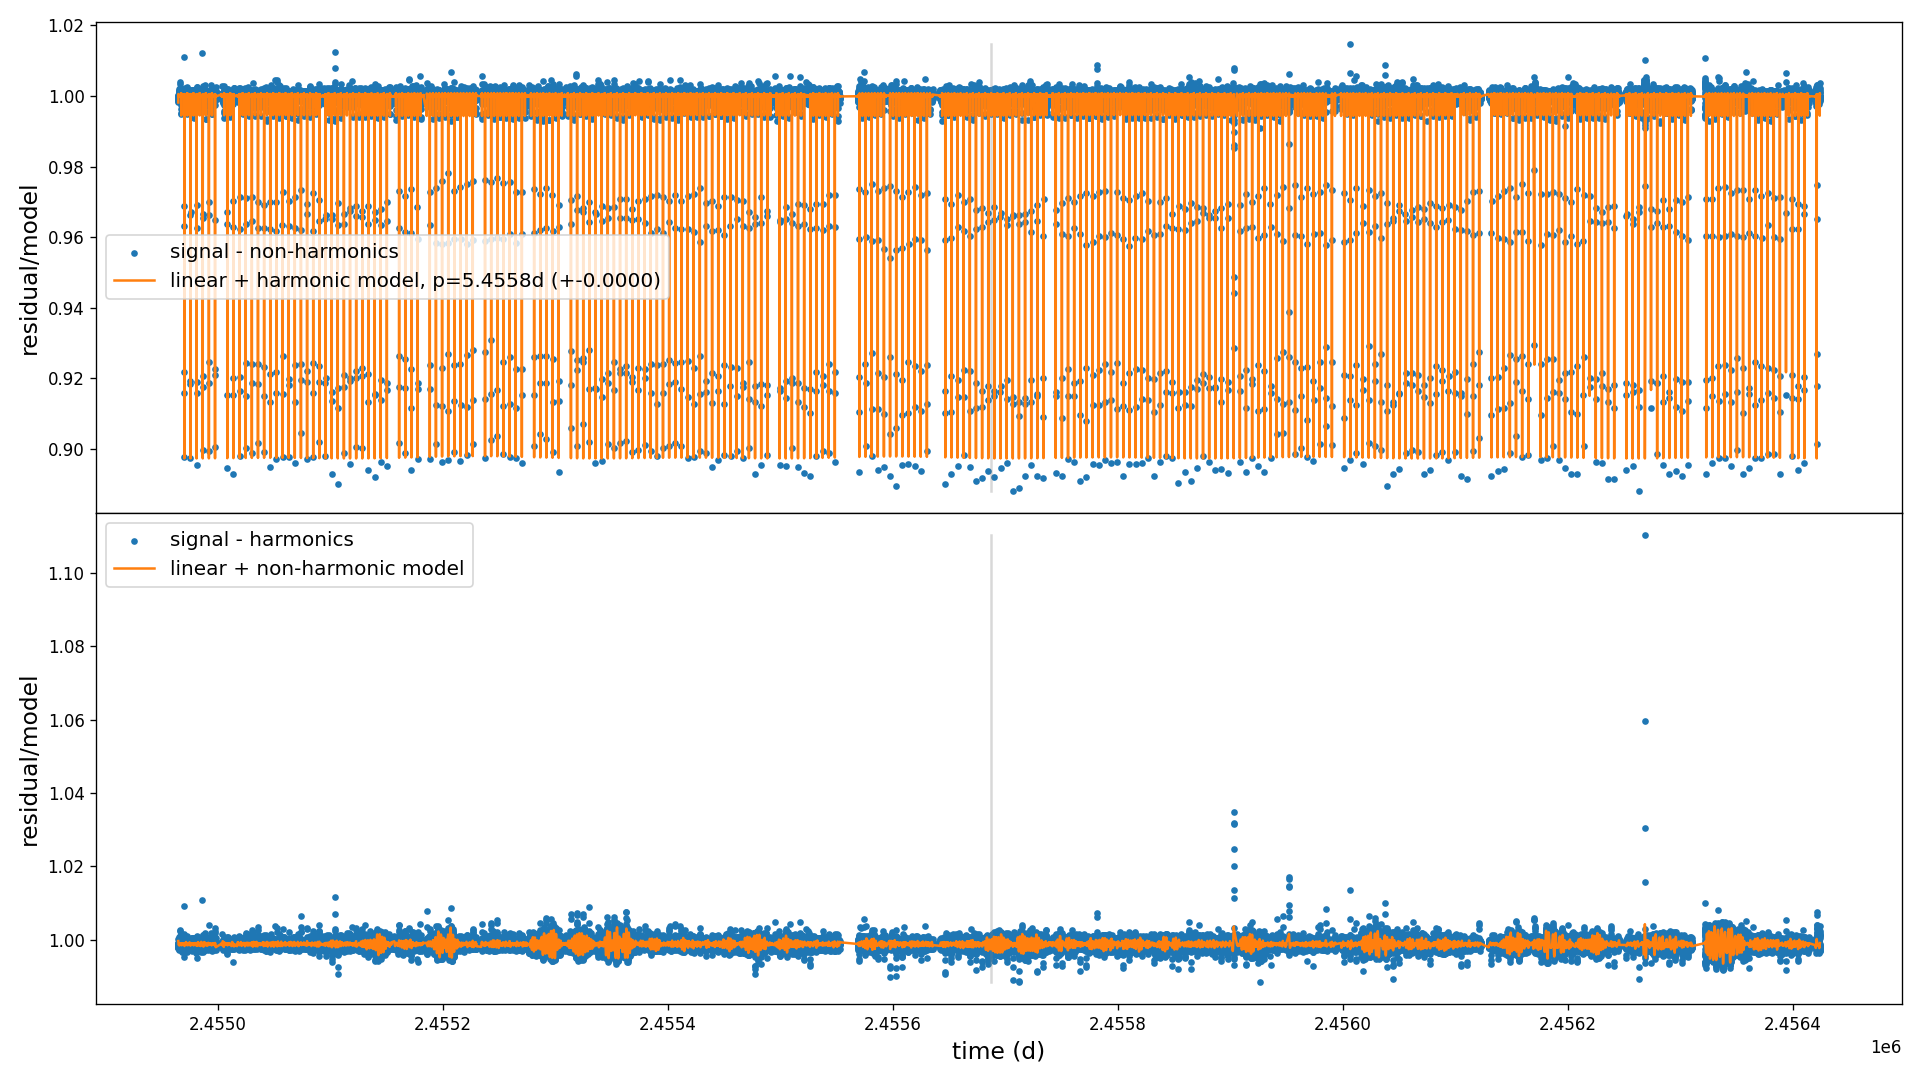 1.02
1.00
0.98
0.96
0.94
0.92
0.90
residual/model
signal - non-harmonics
linear + harmonic model, p=5.4558d (+-0.0000)
1.10
1.08
1.06
1.04
1.02
1.00
residual/model
signal - harmonics
linear + non-harmonic model
2.4550 2.4552 2.4554 2.4556 2.4558 2.4560 2.4562 2.4564
time (d)
1e6